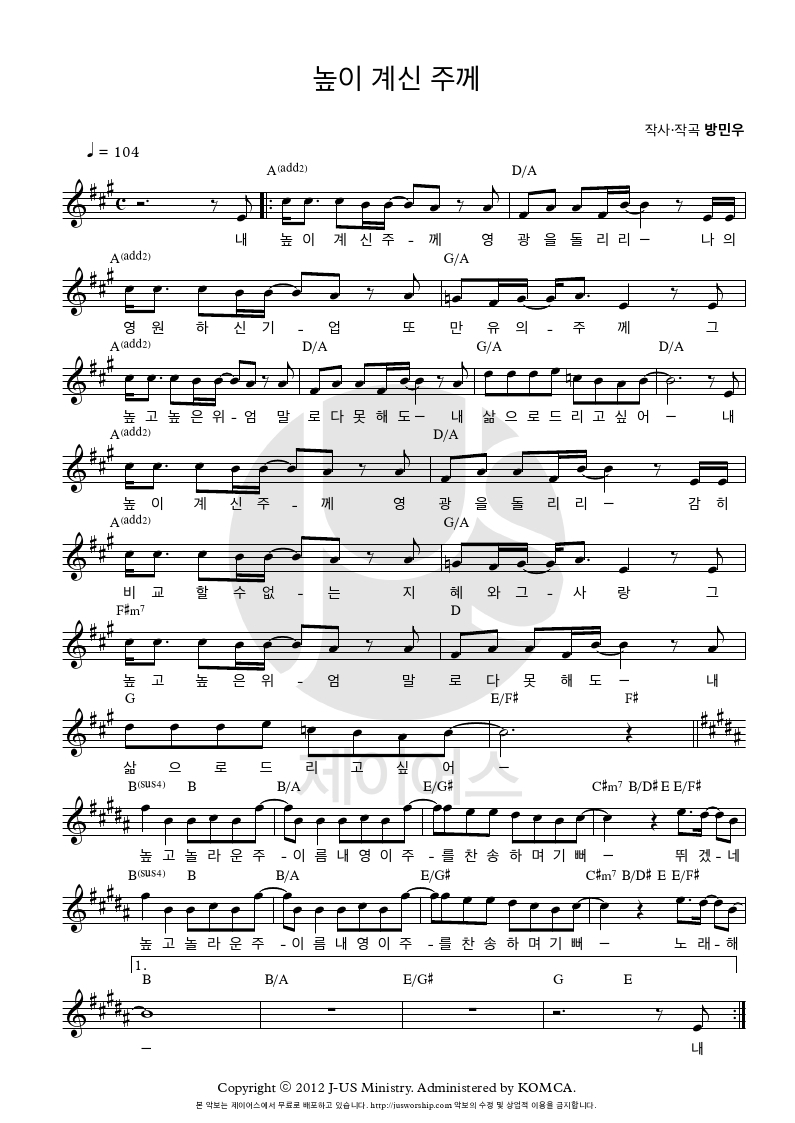 높이 계신 주께
작사·작곡 방민우
♩ = 104
A(add2) D/A
내 높 이 계 신 주 - 께 영 광 을 돌 리 리 ─ 나 의
A(add2) G/A
영 원 하 신 기 - 업 또 만 유 의 - 주 께 그
A(add2) D/A G/A D/A
높 고 높 은 위 - 엄 말 로 다 못 해 도 ─ 내 삶 으 로 드 리 고 싶 어 ─ 내
A(add2) D/A
높 이 계 신 주 - 께 영 광 을 돌 리 리 ─ 감 히
A(add2) G/A
비 교 할 수 없 - 는 지 혜 와 그 - 사 랑 그
F♯m7 D
높 고 높 은 위 - 엄 말 로 다 못 해 도 ─ 내
G E/F♯ F♯
삶 으 로 드 리 고 싶 어 ─
제이어스
B(sus4) B B/A E/G♯ C♯m7 B/D♯ E E/F♯
높 고 놀 라 운 주 - 이 름 내 영 이 주 - 를 찬 송 하 며 기 뻐 ─ 뛰 겠 - 네
B(sus4) B B/A E/G♯ C♯m7 B/D♯ E E/F♯
높 고 놀 라 운 주 - 이 름 내 영 이 주 - 를 찬 송 하 며 기 뻐 ─ 노 래 - 해
1.
B B/A E/G♯ G E
─ 내
Copyright ⓒ 2012 J-US Ministry. Administered by KOMCA.
본 악보는 제이어스에서 무료로 배포하고 있습니다. http://jusworship.com 악보의 수정 및 상업적 이용을 금지합니다.